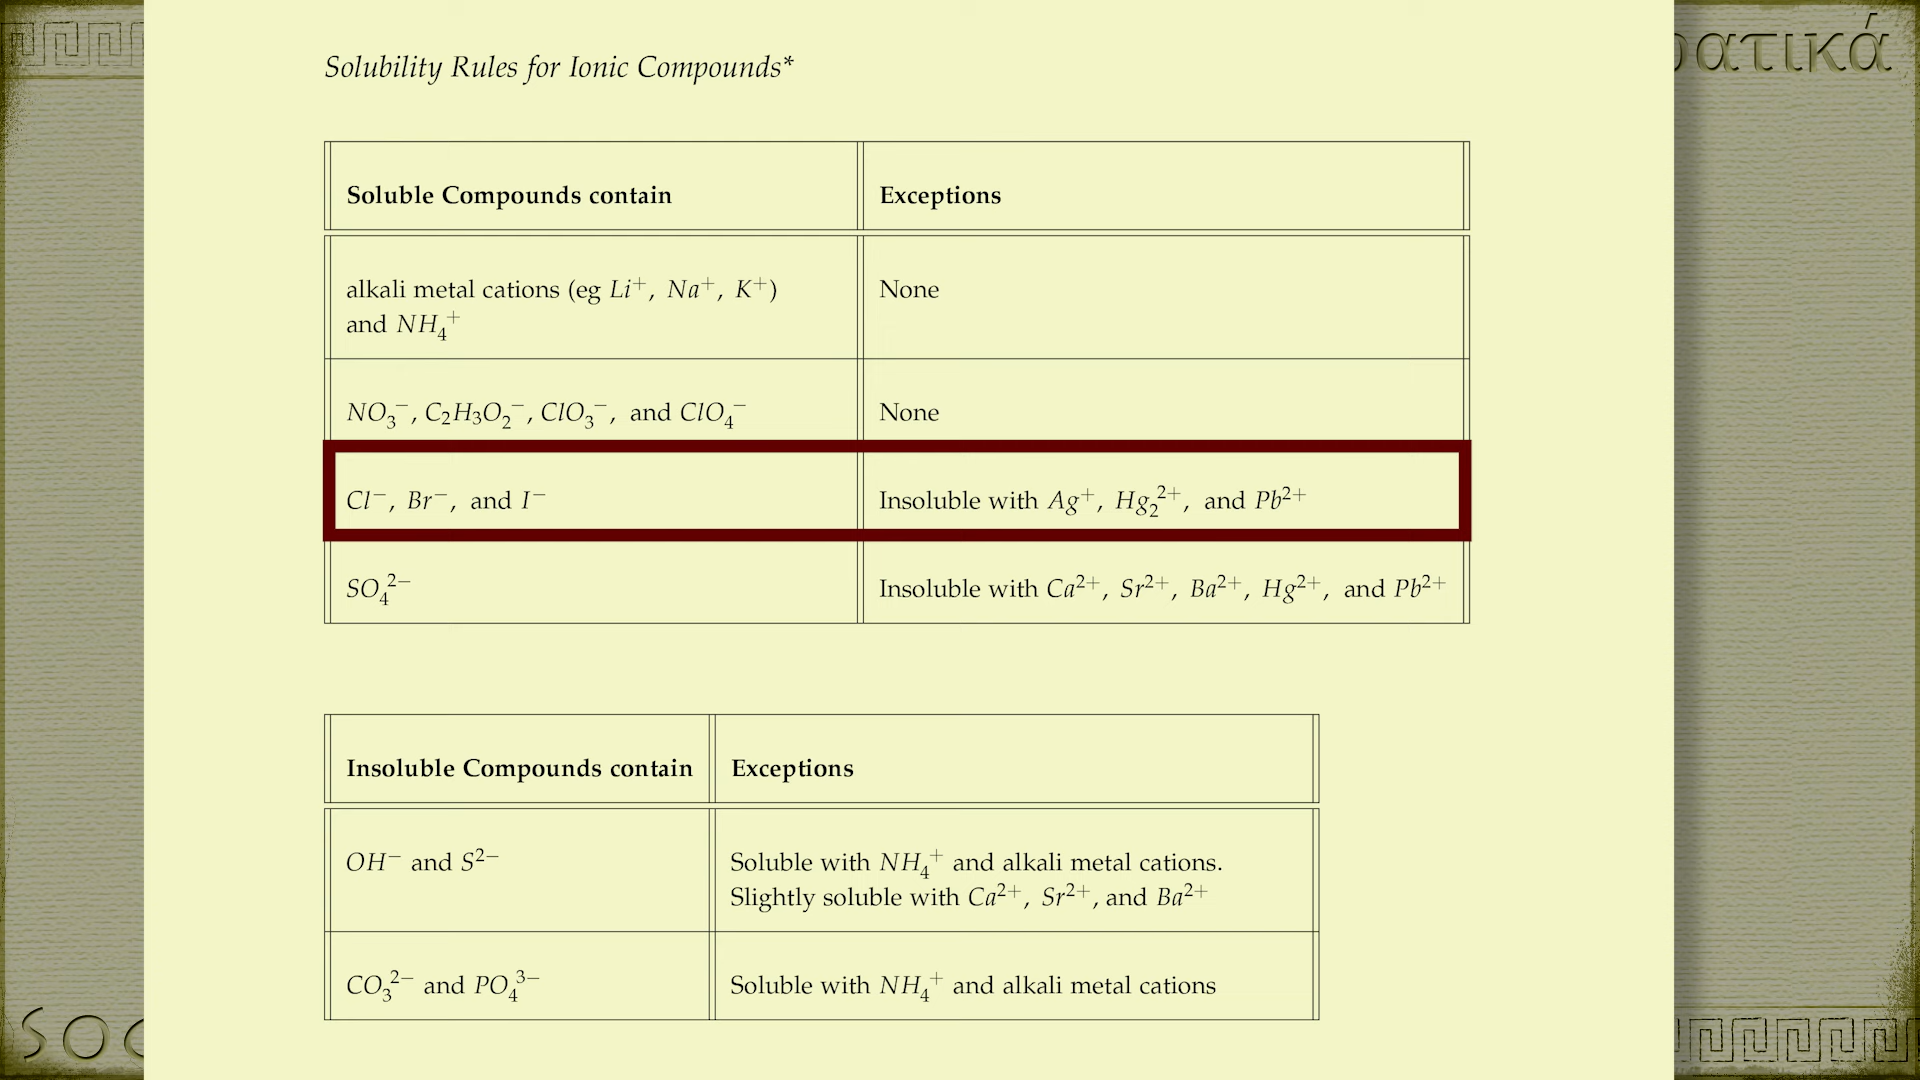 ρατικά
Solubility Rules for Ionic Compounds*
Soluble Compounds contain Exceptions
alkali metal cations (eg Li⁺, Na⁺, K⁺) None
and NH₄⁺
NO₃⁻, C₂H₃O₂⁻, ClO₃⁻, and ClO₄⁻ None
Cl⁻, Br⁻, and I⁻ Insoluble with Ag⁺, Hg₂²⁺, and Pb²⁺
SO₄²⁻ Insoluble with Ca²⁺, Sr²⁺, Ba²⁺, Hg²⁺, and Pb²⁺
Insoluble Compounds contain Exceptions
OH⁻ and S²⁻ Soluble with NH₄⁺ and alkali metal cations.
Slightly soluble with Ca²⁺, Sr²⁺, and Ba²⁺
CO₃²⁻ and PO₄³⁻ Soluble with NH₄⁺ and alkali metal cations
Soc